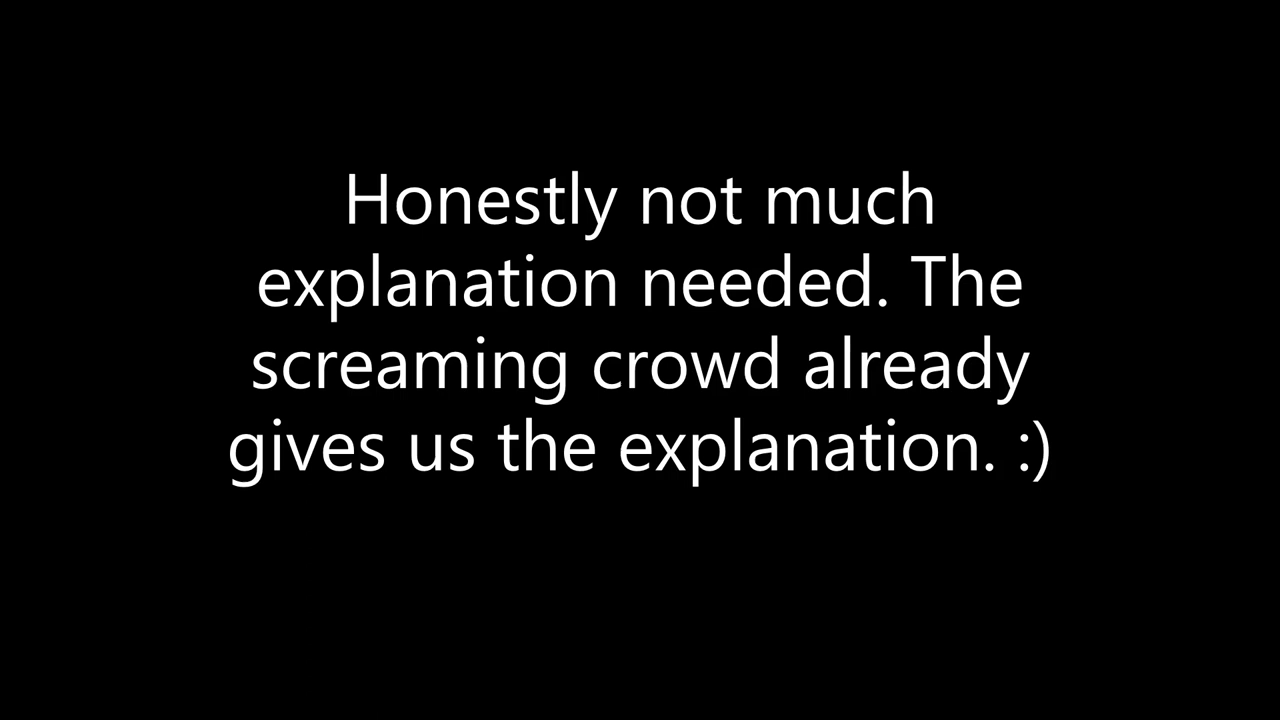 Honestly not much
explanation needed. The
screaming crowd already
gives us the explanation. :)